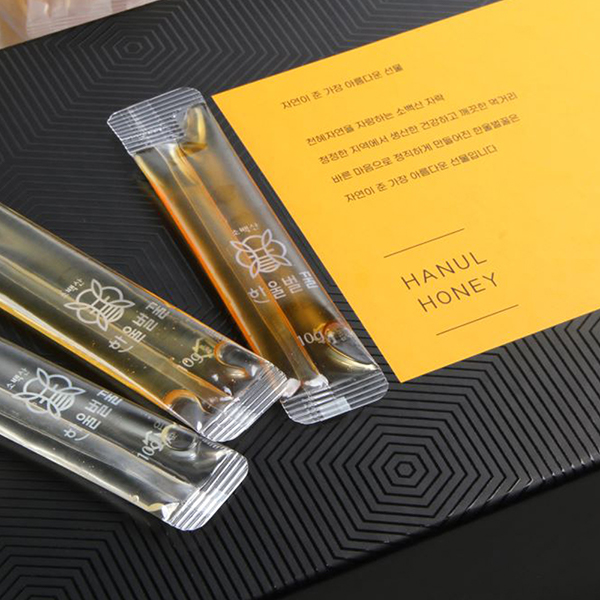 자연이 준 가장 아름다운 선물
천혜자연을 자랑하는 소백산 자락
청정한 지역에서 생산한 건강하고 깨끗한 먹거리
바른 마음으로 정직하게 만들어진 한울벌꿀은
자연이 준 가장 아름다운 선물입니다
HANUL
HONEY
소백산
한울벌꿀
10g
소백산
한울벌꿀
10g
소백산
한울벌꿀
10g